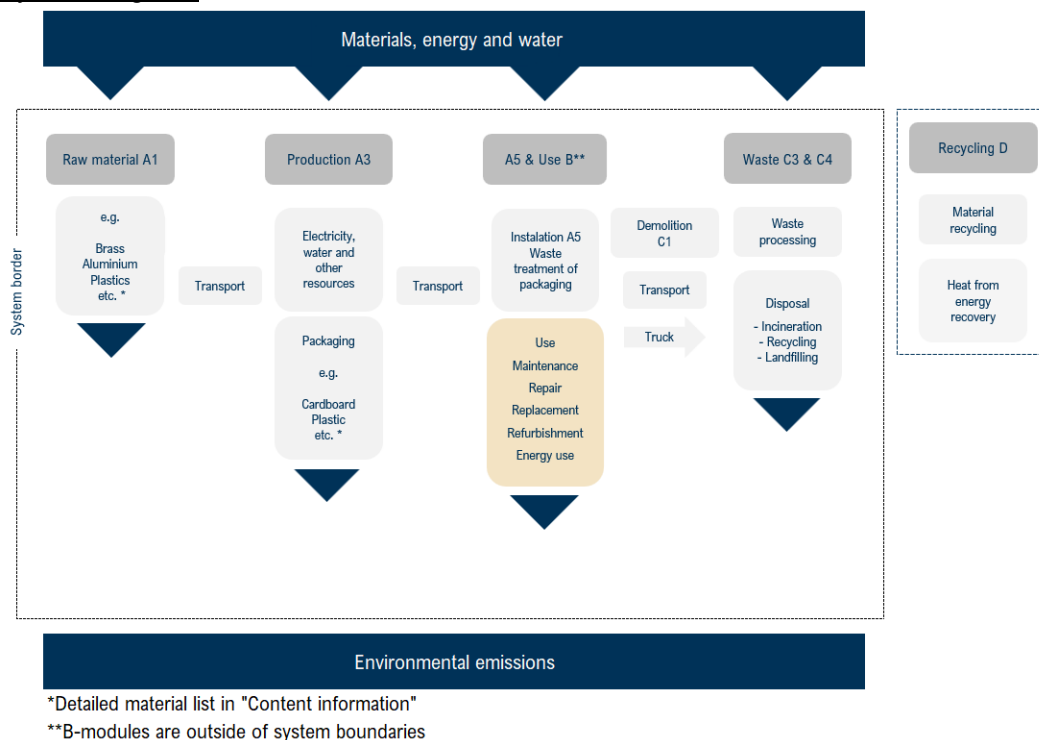 Materials, energy and water
System border
Raw material A1
e.g.
Brass
Aluminium
Plastics
etc. *
Transport
Production A3
Electricity,
water and
other
resources
Packaging
e.g.
Cardboard
Plastic
etc. *
Transport
A5 & Use B**
Instalation A5
Waste
treatment of
packaging
Use
Maintenance
Repair
Replacement
Refurbishment
Energy use
Demolition
C1
Transport
Truck
Waste C3 & C4
Waste
processing
Disposal
- Incineration
- Recycling
- Landfilling
Recycling D
Material
recycling
Heat from
energy
recovery
Environmental emissions
*Detailed material list in "Content information"
**B-modules are outside of system boundaries